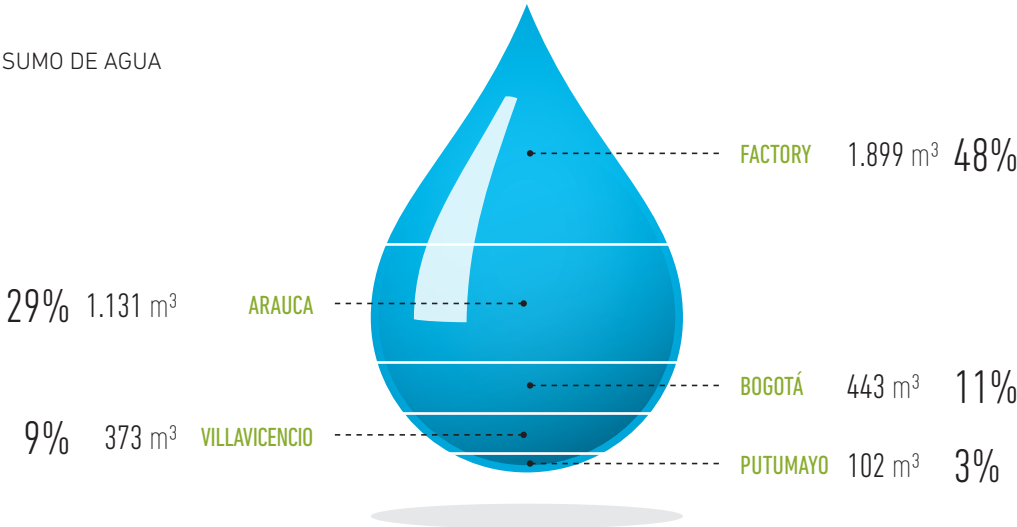 SUMO DE AGUA
FACTORY 1.899 m³ 48%
29% 1.131 m³ ARAUCA
BOGOTÁ 443 m³ 11%
9% 373 m³ VILLAVICENCIO
PUTUMAYO 102 m³ 3%